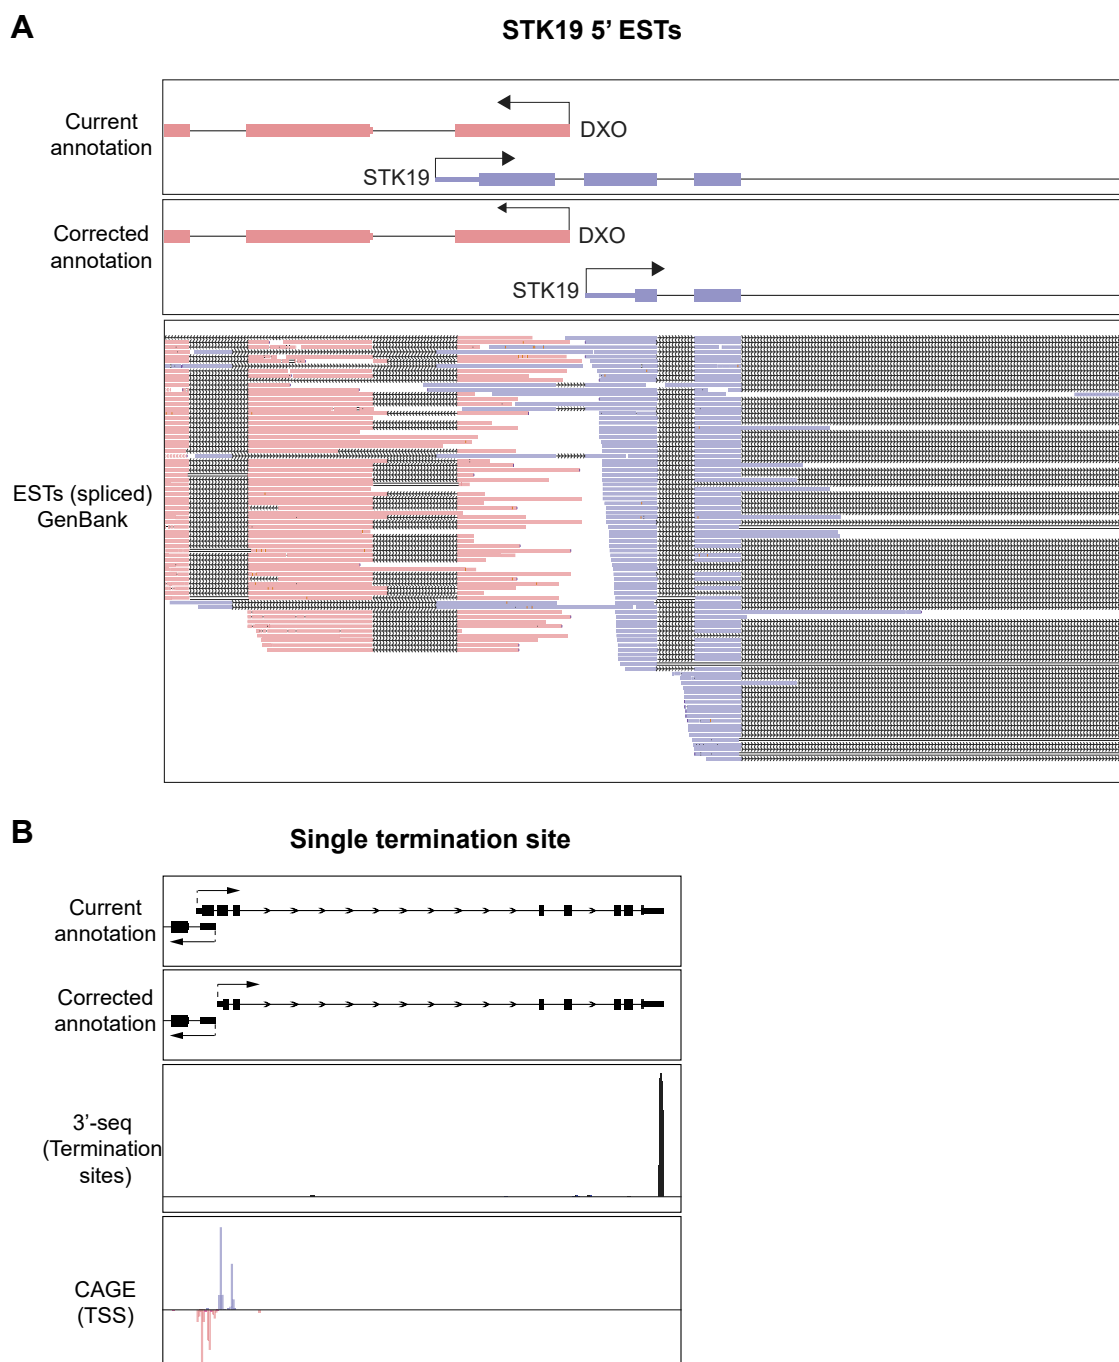 A
STK19 5’ ESTs
Current
annotation
DXO
STK19
Corrected
annotation
DXO
STK19
ESTs (spliced)
GenBank
B
Single termination site
Current
annotation
Corrected
annotation
3’-seq
(Termination
sites)
CAGE
(TSS)